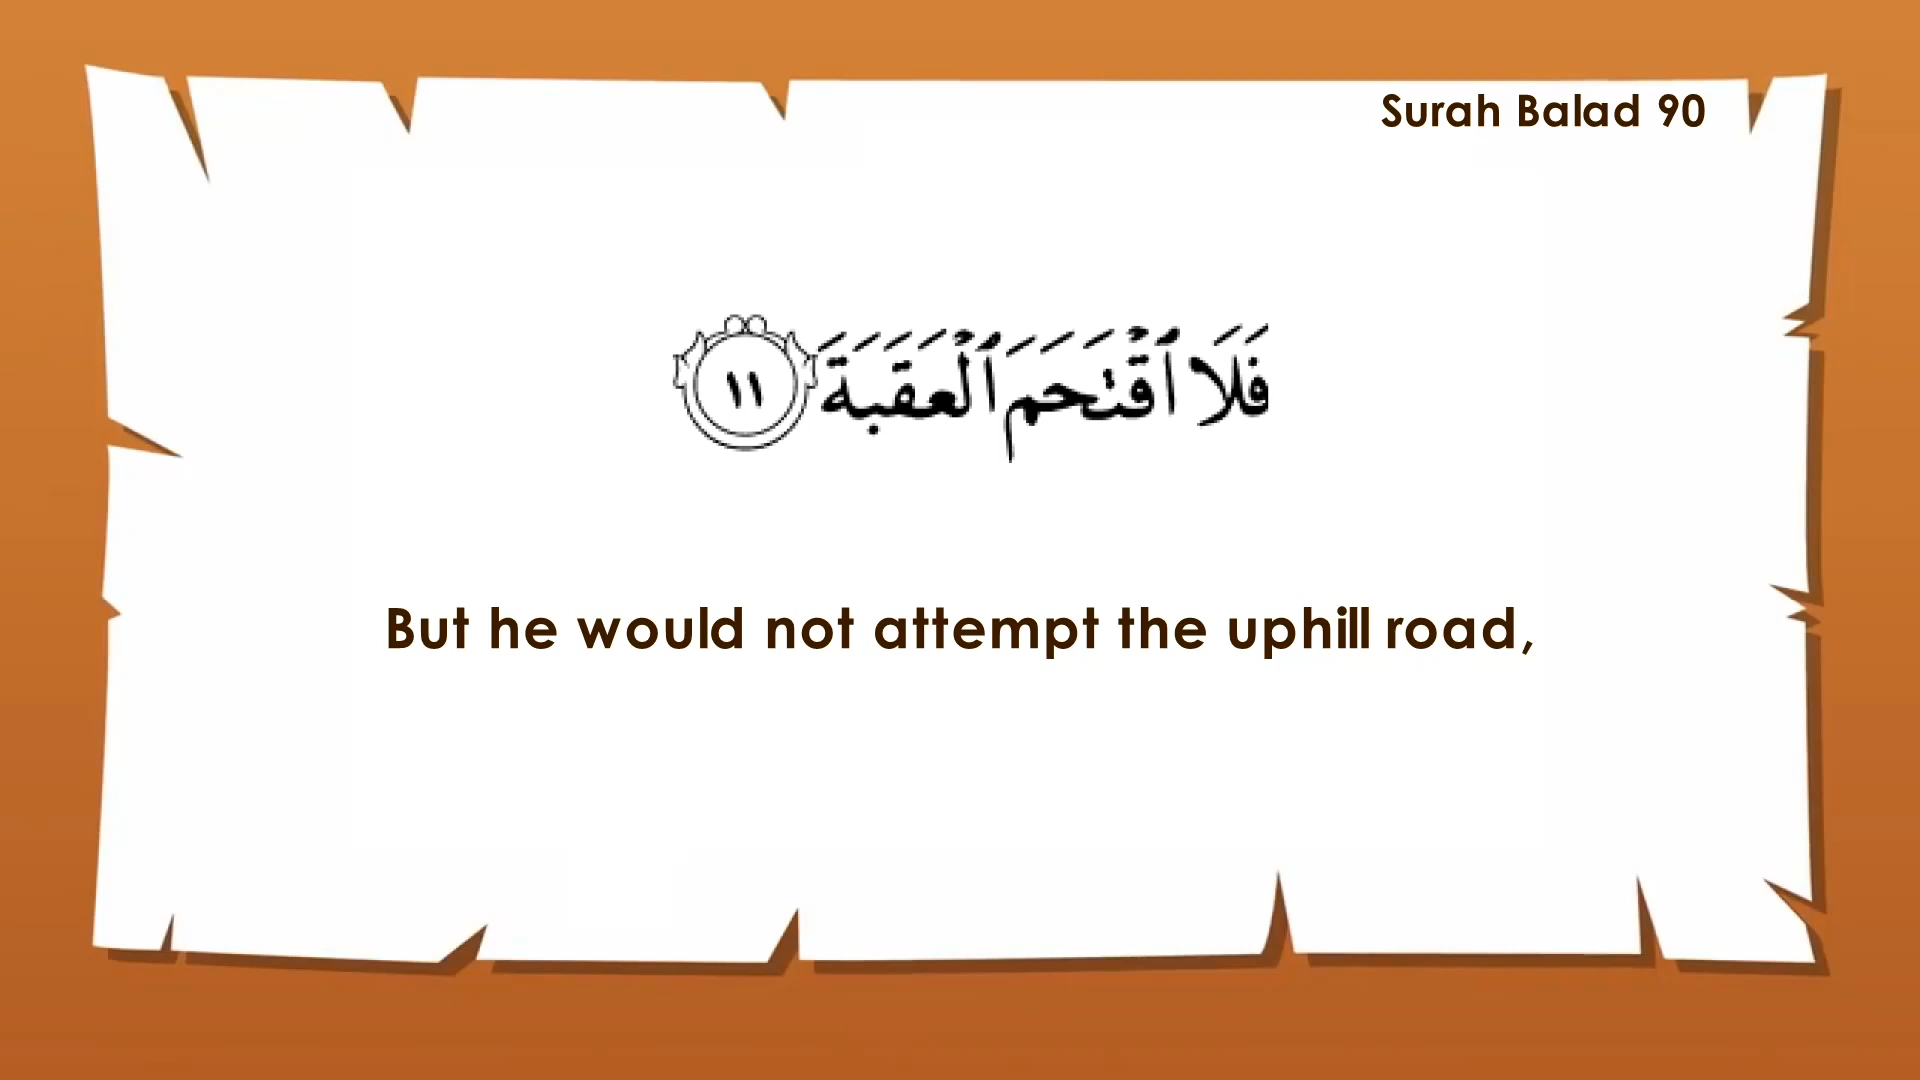 Surah Balad 90
فَلَا ٱقْتَحَمَ ٱلْعَقَبَةَ ١١
But he would not attempt the uphill road,